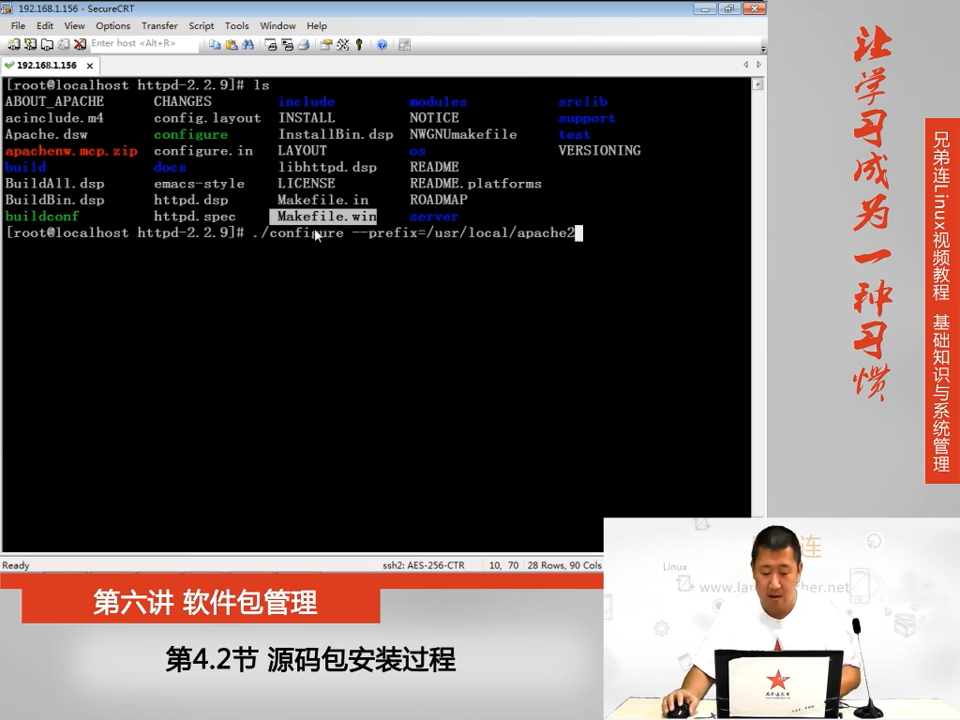 192.168.1.156 - SecureCRT
File Edit View Options Transfer Script Tools Window Help
Enter host <Alt+R>
192.168.1.156
[root@localhost httpd-2.2.9]# ls
ABOUT_APACHE CHANGES include modules srclib
acinclude.m4 config.layout INSTALL NOTICE support
Apache.dsw configure InstallBin.dsp NWGNUmakefile test
apachenw.mcp.zip configure.in LAYOUT os VERSIONING
build docs libhttpd.dsp README
BuildAll.dsp emacs-style LICENSE README.platforms
BuildBin.dsp httpd.dsp Makefile.in ROADMAP
buildconf httpd.spec Makefile.win server
[root@localhost httpd-2.2.9]# ./configure --prefix=/usr/local/apache2
Ready ssh2: AES-256-CTR 10, 70 28 Rows, 90 Cols
让学习成为一种习惯
兄弟连Linux视频教程 基础知识与系统管理
第六讲 软件包管理
第4.2节 源码包安装过程
连
Linux